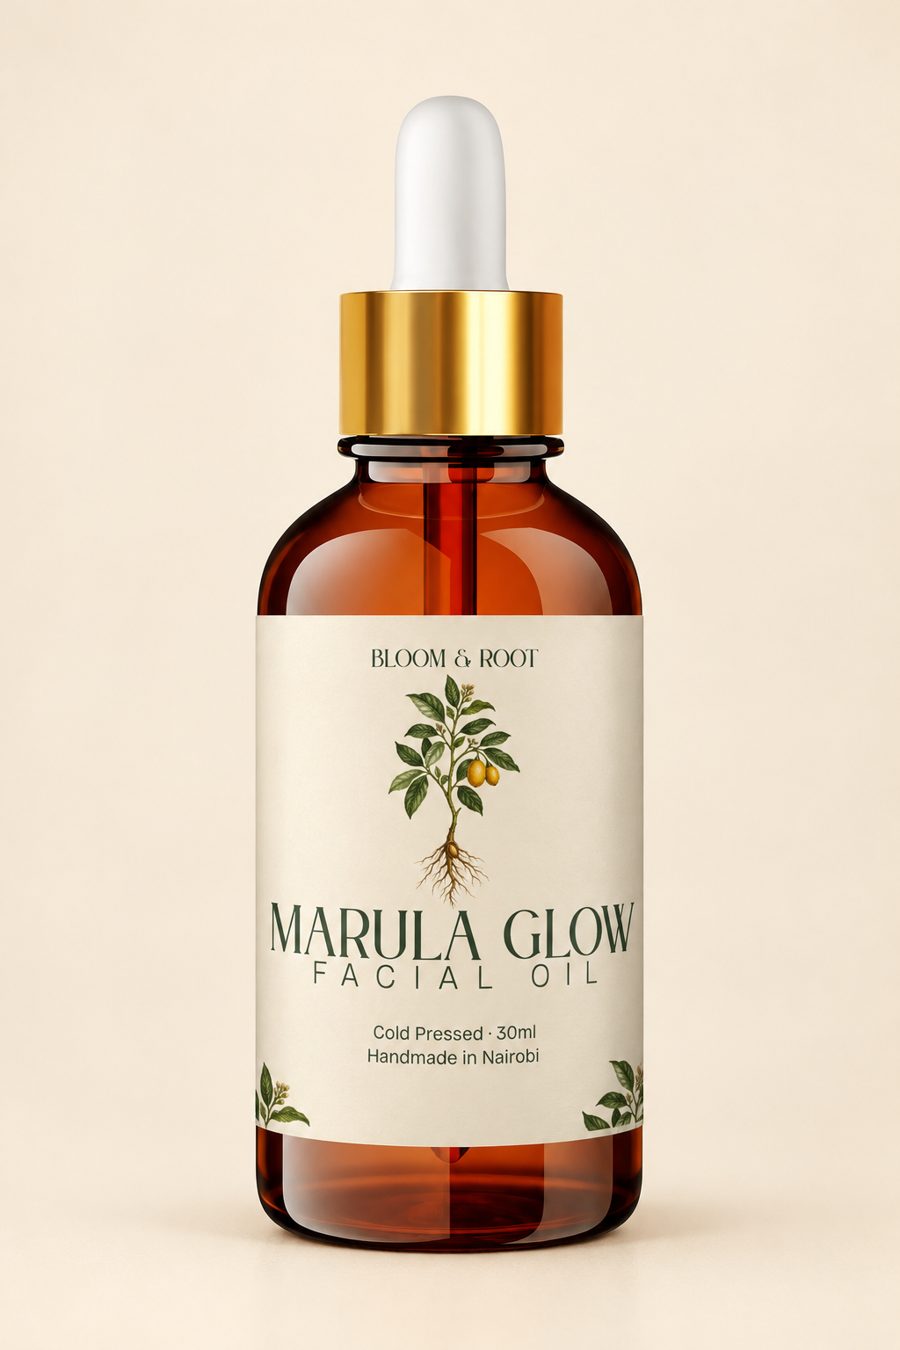 BLOOM & ROOT
MARULA GLOW
FACIAL OIL
Cold Pressed · 30ml
Handmade in Nairobi